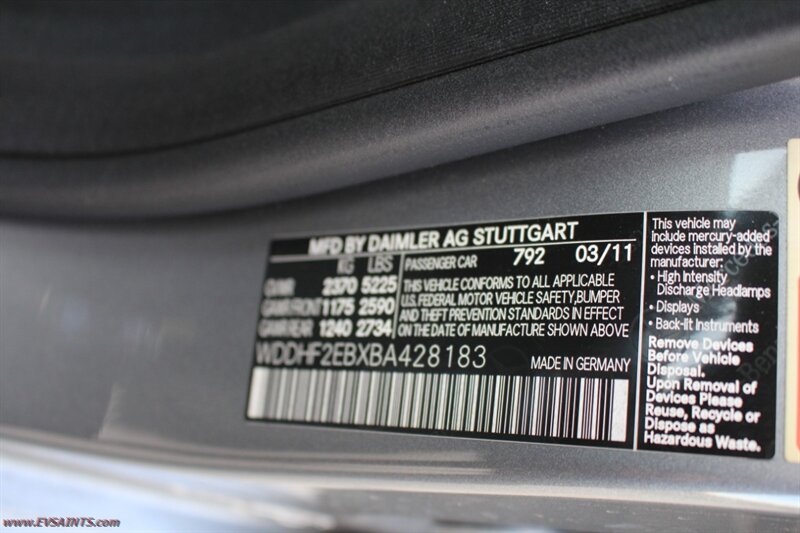 MFD BY DAIMLER AG STUTTGART
KG LBS
GVWR 2370 5225
GAWR FRONT 1175 2590
GAWR REAR 1240 2734
PASSENGER CAR 792 03/11
THIS VEHICLE CONFORMS TO ALL APPLICABLE
U.S. FEDERAL MOTOR VEHICLE SAFETY,BUMPER
AND THEFT PREVENTION STANDARDS IN EFFECT
ON THE DATE OF MANUFACTURE SHOWN ABOVE
WDDHF2EBXBA428183
MADE IN GERMANY
This vehicle may
include mercury-added
devices installed by the
manufacturer:
• High Intensity
Discharge Headlamps
• Displays
• Back-lit Instruments
Remove Devices
Before Vehicle
Disposal.
Upon Removal of
Devices Please
Reuse, Recycle or
Dispose as
Hazardous Waste.
www.EVSAINTS.com